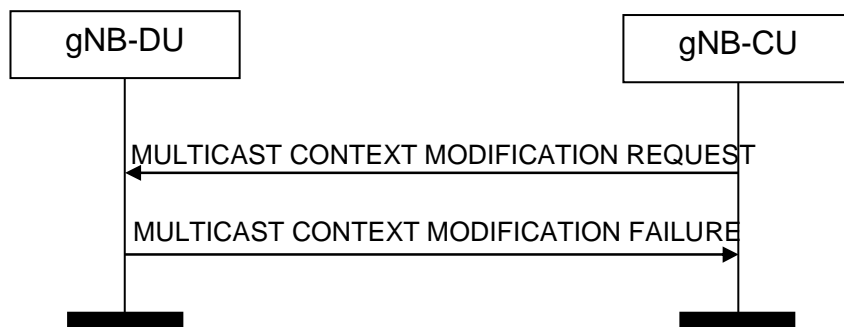 gNB-DU
gNB-CU
MULTICAST CONTEXT MODIFICATION REQUEST
MULTICAST CONTEXT MODIFICATION FAILURE